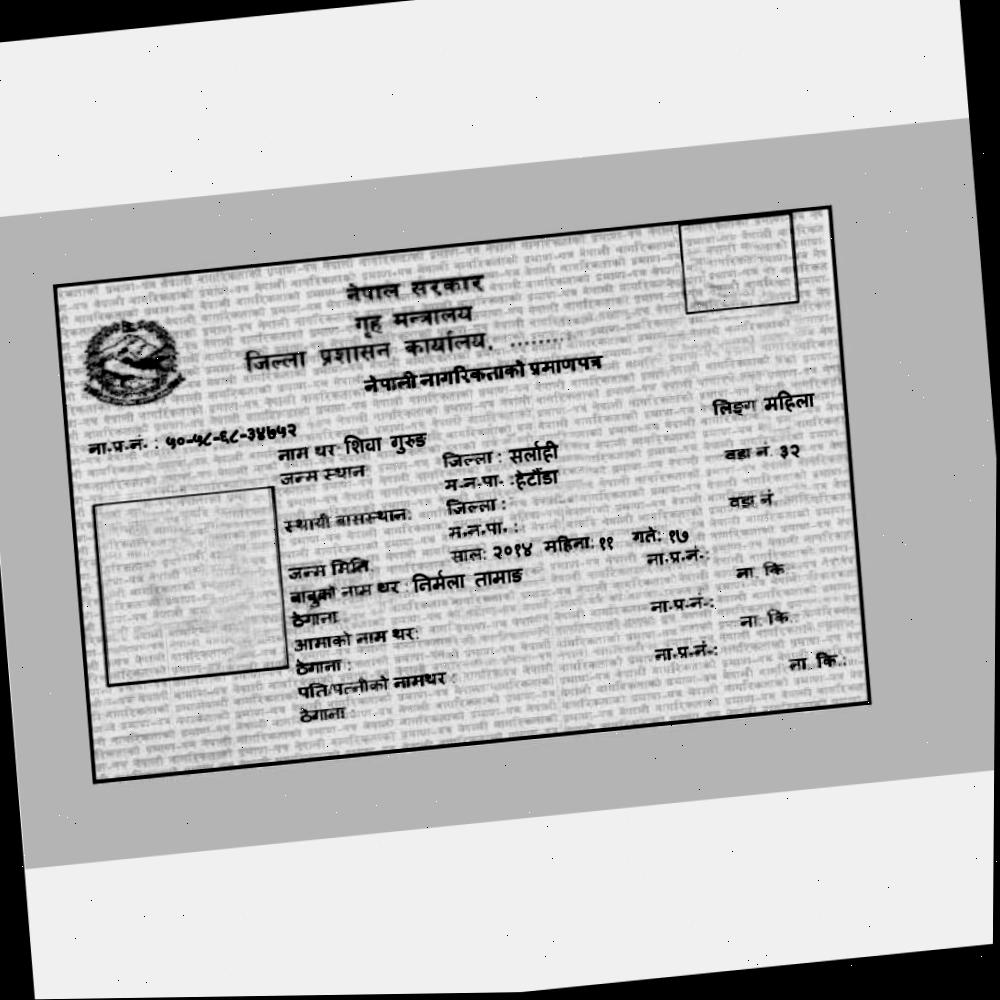 नेपाल सरकार
गृह मन्त्रालय
जिल्ला प्रशासन कार्यालय. ........
नेपाली नागरिकताको प्रमाणपत्र
लिङ्ग महिला
ना.प्र.नं. : ५०-५८-६८-३४७५२
नाम थर शिवा गुरुङ
जन्म स्थान जिल्ला : सर्लाही
म.न.पा. :हेटौंडा वडा नं. ३२
स्थायी बासस्थान: जिल्ला :
म.न.पा. : वडा नं
जन्म मिति साल: २०१४ महिना: ११ गते: १७
बाबुको नाम थर : निर्मला तामाङ ना.प्र.नं.:
ठेगाना ना. कि
आमाको नाम थर: ना.प्र.नं.:
ठेगाना : ना. कि.
पति/पत्नीको नामथर : ना.प्र.नं.:
ठेगाना : ना. कि.: